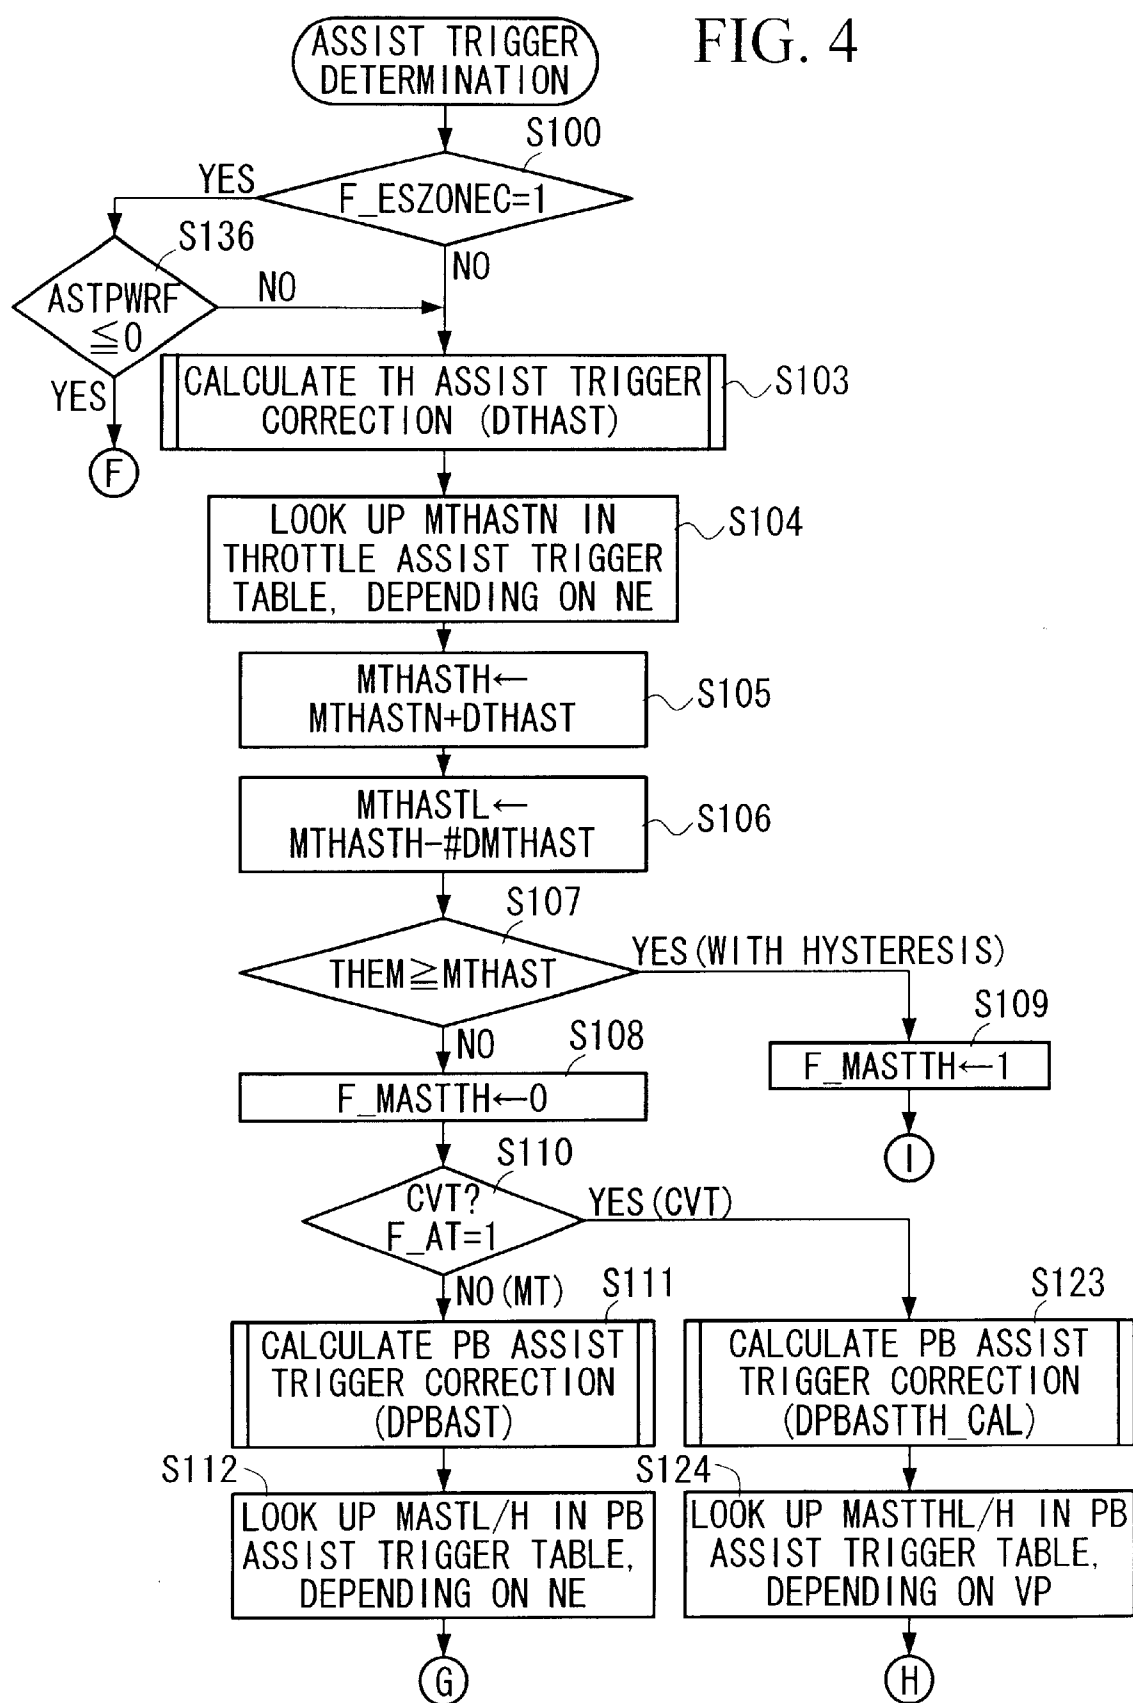 FIG. 4
ASSIST TRIGGER
DETERMINATION
S100
YES
F_ESZONEC=1
S136
NO
NO
ASTPWRF
≦0
YES
F
CALCULATE TH ASSIST TRIGGER
CORRECTION (DTHAST)
S103
LOOK UP MTHASTN IN
THROTTLE ASSIST TRIGGER
TABLE, DEPENDING ON NE
S104
MTHASTH←
MTHASTN+DTHAST
S105
MTHASTL←
MTHASTH-#DMTHAST
S106
S107
THEM≧MTHAST
YES(WITH HYSTERESIS)
NO
S108
S109
F_MASTTH←0
F_MASTTH←1
I
S110
CVT?
F_AT=1
YES(CVT)
NO(MT)
S111
S123
CALCULATE PB ASSIST
TRIGGER CORRECTION
(DPBAST)
CALCULATE PB ASSIST
TRIGGER CORRECTION
(DPBASTTH_CAL)
S112
S124
LOOK UP MASTL/H IN PB
ASSIST TRIGGER TABLE,
DEPENDING ON NE
LOOK UP MASTTHL/H IN PB
ASSIST TRIGGER TABLE,
DEPENDING ON VP
G
H